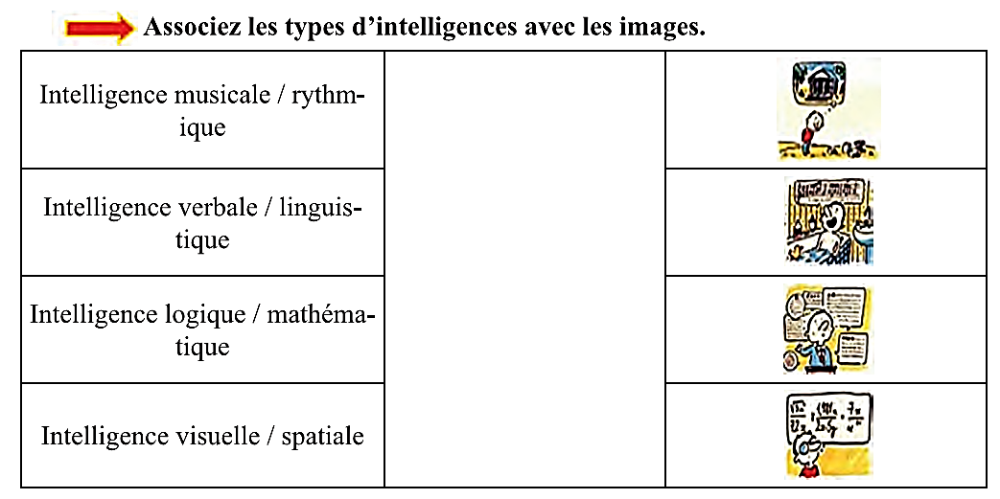 Associez les types d’intelligences avec les images.
Intelligence musicale / rythm-
ique
Intelligence verbale / linguis-
tique
Intelligence logique / mathéma-
tique
Intelligence visuelle / spatiale